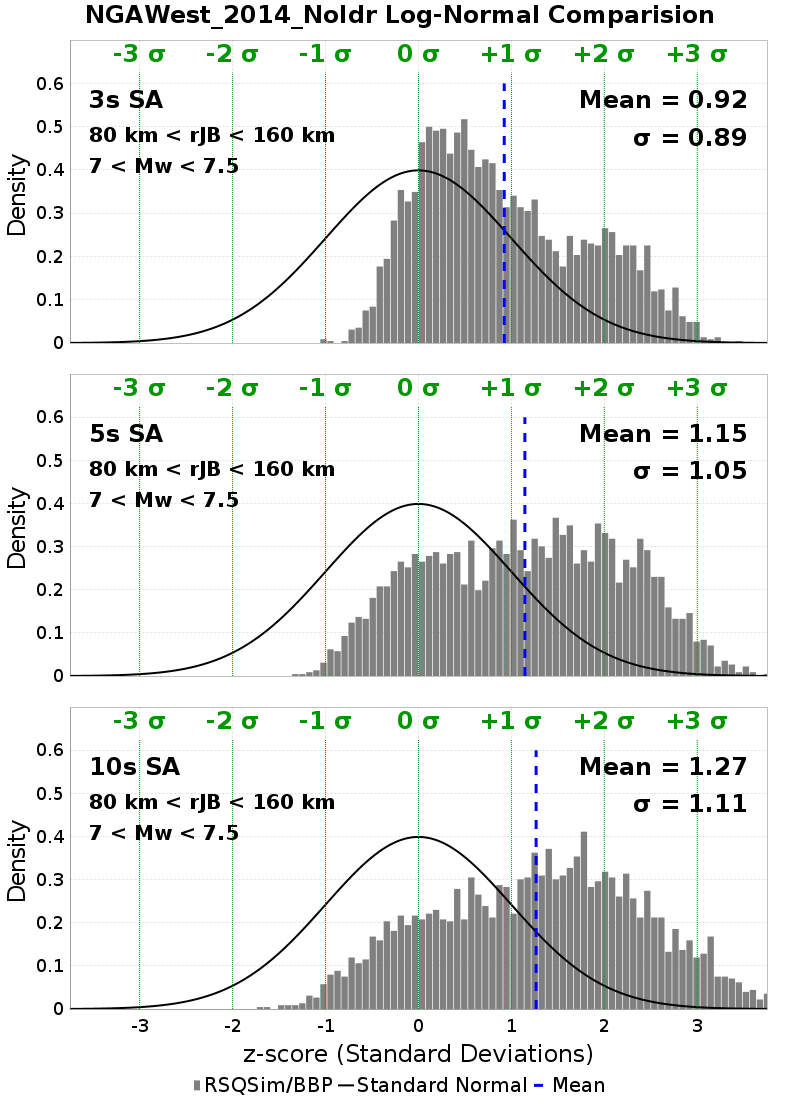 NGAWest_2014_NoIdr Log-Normal Comparision
-3 σ -2 σ -1 σ 0 σ +1 σ +2 σ +3 σ
3s SA
80 km < rJB < 160 km
7 < Mw < 7.5
Mean = 0.92
σ = 0.89
Density
0.6
0.5
0.4
0.3
0.2
0.1
0
-3 σ -2 σ -1 σ 0 σ +1 σ +2 σ +3 σ
5s SA
80 km < rJB < 160 km
7 < Mw < 7.5
Mean = 1.15
σ = 1.05
Density
0.6
0.5
0.4
0.3
0.2
0.1
0
-3 σ -2 σ -1 σ 0 σ +1 σ +2 σ +3 σ
10s SA
80 km < rJB < 160 km
7 < Mw < 7.5
Mean = 1.27
σ = 1.11
Density
0.6
0.5
0.4
0.3
0.2
0.1
0
-3 -2 -1 0 1 2 3
z-score (Standard Deviations)
RSQSim/BBP Standard Normal Mean